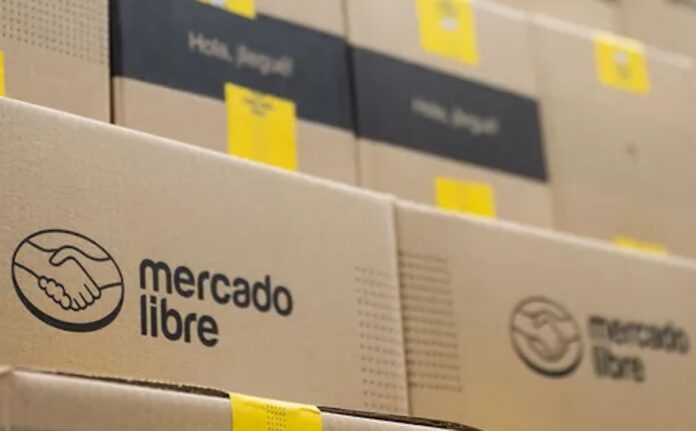 Hola, ¡llegué!
Hola, ¡llegué!
mercado
libre
mercado
libre